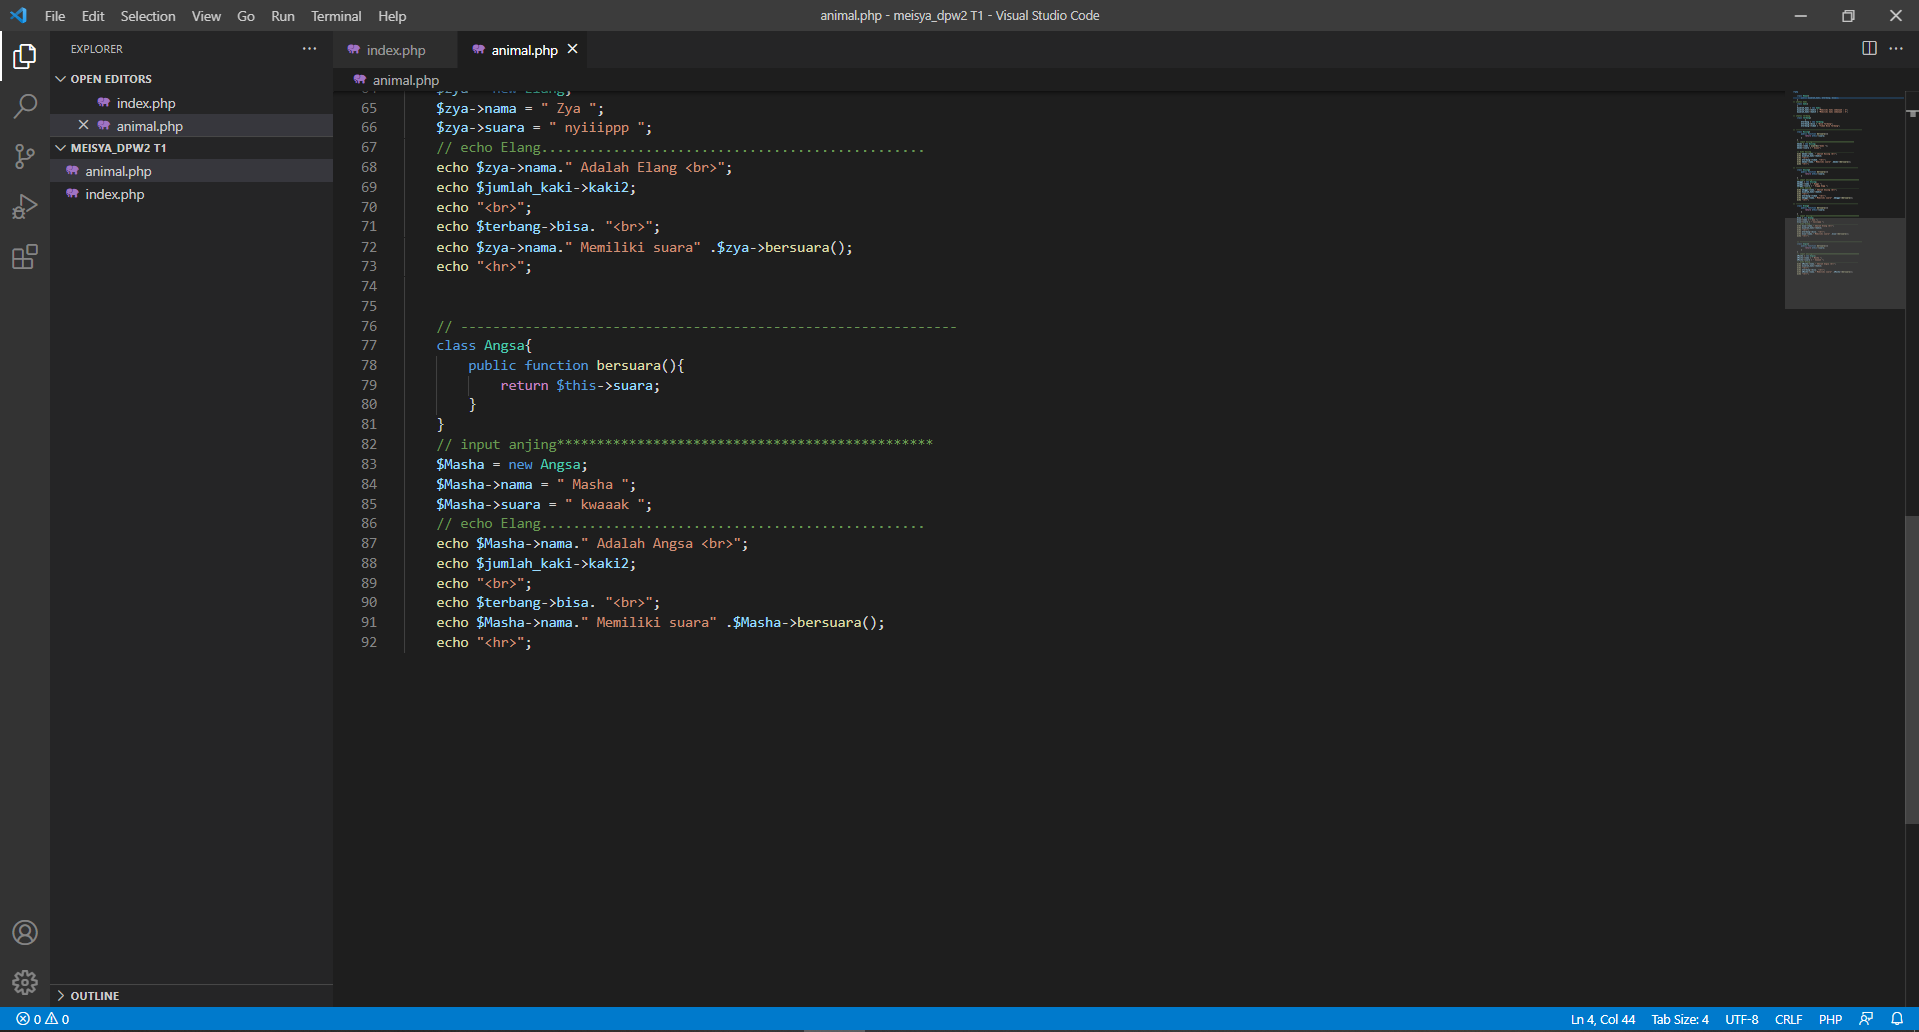 File Edit Selection View Go Run Terminal Help
animal.php - meisya_dpw2 T1 - Visual Studio Code
EXPLORER
OPEN EDITORS
index.php
animal.php
MEISYA_DPW2 T1
animal.php
index.php
OUTLINE
index.php
animal.php
animal.php
65 $zya->nama = " Zya ";
66 $zya->suara = " nyiiippp ";
67 // echo Elang................................................
68 echo $zya->nama." Adalah Elang <br>";
69 echo $jumlah_kaki->kaki2;
70 echo "<br>";
71 echo $terbang->bisa. "<br>";
72 echo $zya->nama." Memiliki suara" .$zya->bersuara();
73 echo "<hr>";
74
75
76 // --------------------------------------------------------------
77 class Angsa{
78 public function bersuara(){
79 return $this->suara;
80 }
81 }
82 // input anjing***********************************************
83 $Masha = new Angsa;
84 $Masha->nama = " Masha ";
85 $Masha->suara = " kwaaak ";
86 // echo Elang................................................
87 echo $Masha->nama." Adalah Angsa <br>";
88 echo $jumlah_kaki->kaki2;
89 echo "<br>";
90 echo $terbang->bisa. "<br>";
91 echo $Masha->nama." Memiliki suara" .$Masha->bersuara();
92 echo "<hr>";
0 0
Ln 4, Col 44 Tab Size: 4 UTF-8 CRLF PHP